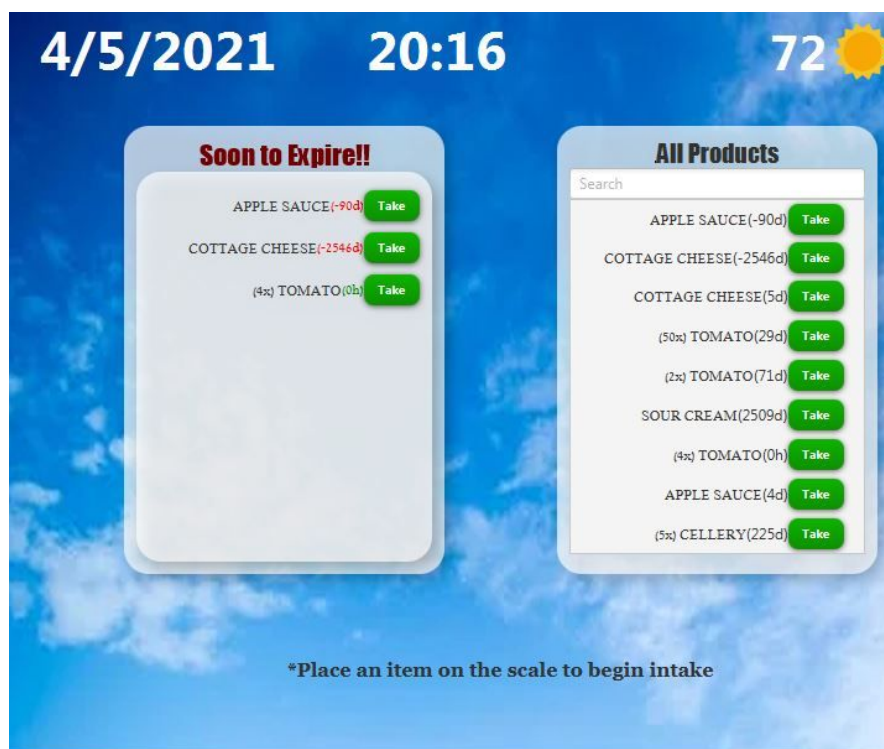 4/5/2021 20:16 72
Soon to Expire!!
APPLE SAUCE(-90d) Take
COTTAGE CHEESE(-2546d) Take
(4x) TOMATO(0h) Take
All Products
Search
APPLE SAUCE(-90d) Take
COTTAGE CHEESE(-2546d) Take
COTTAGE CHEESE(5d) Take
(50x) TOMATO(29d) Take
(2x) TOMATO(71d) Take
SOUR CREAM(2509d) Take
(4x) TOMATO(0h) Take
APPLE SAUCE(4d) Take
(5x) CELLERY(225d) Take
*Place an item on the scale to begin intake